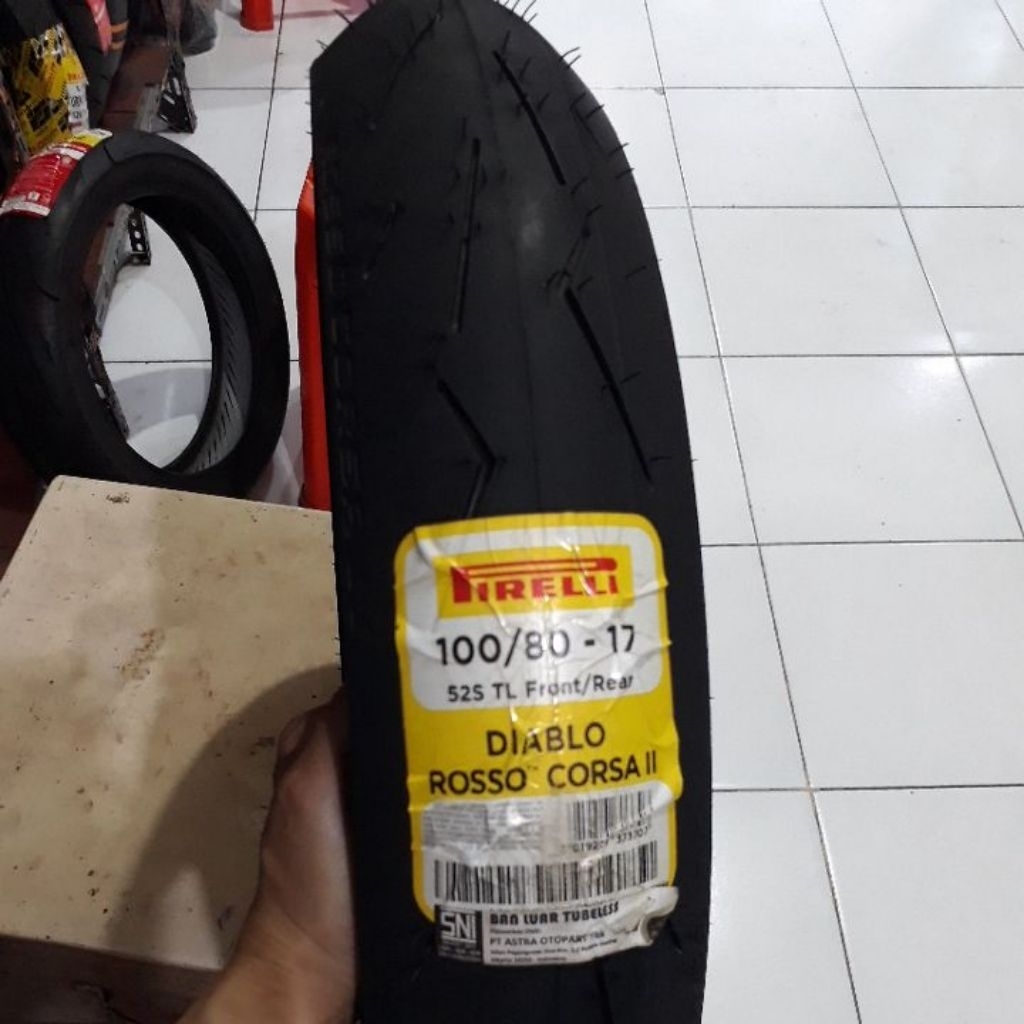 PIRELLI
100/80 - 17
52S TL Front/Rear
DIABLO
ROSSO™ CORSA II
SNI
BAN LUAR TUBELESS
PT ASTRA OTOPARTS TBK